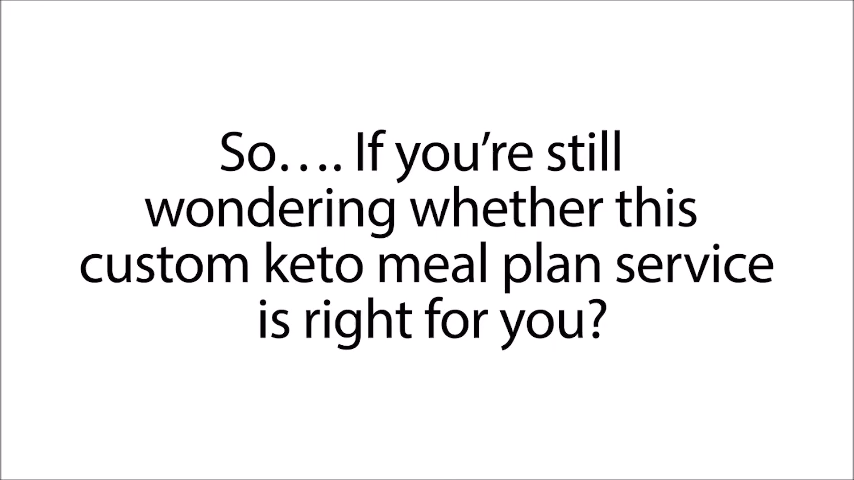 So…. If you’re still
wondering whether this
custom keto meal plan service
is right for you?